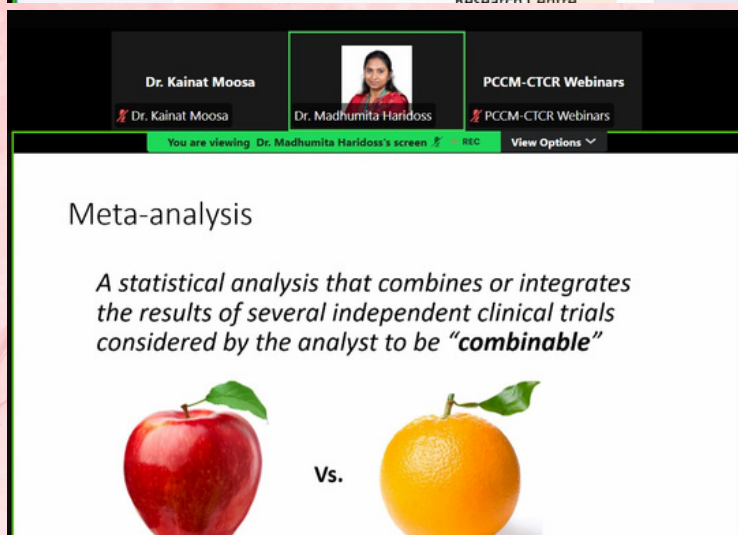 Research Centre
Dr. Kainat Moosa
PCCM-CTCR Webinars
Dr. Kainat Moosa
Dr. Madhumita Haridoss
PCCM-CTCR Webinars
You are viewing Dr. Madhumita Haridoss's screen
REC
View Options
Meta-analysis
A statistical analysis that combines or integrates
the results of several independent clinical trials
considered by the analyst to be “combinable”
Vs.